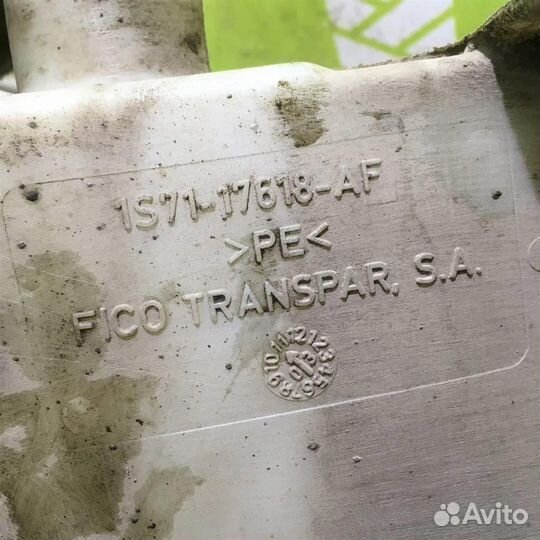 1S71-17618-AF
>PE<
FICO TRANSPAR, S.A.
Avito